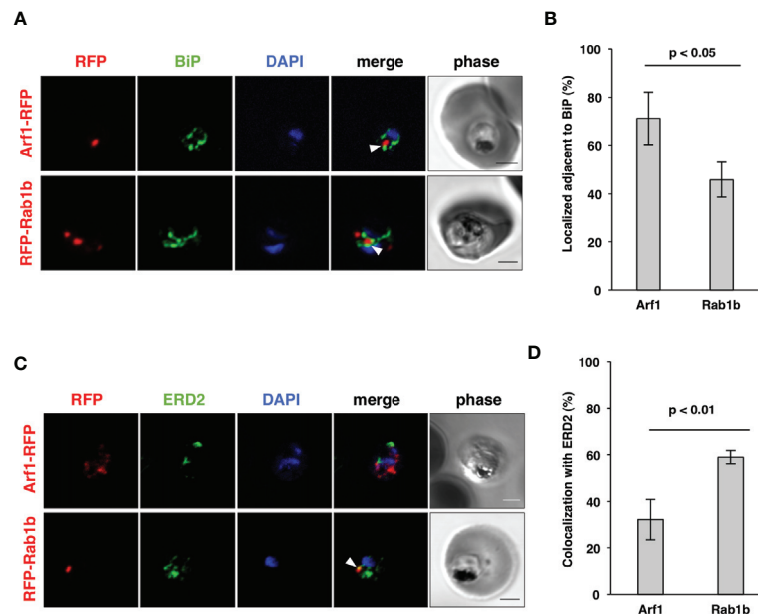 A
RFP BiP DAPI merge phase
Arf1-RFP
RFP-Rab1b
B
p < 0.05
Localized adjacent to BiP (%)
100
80
60
40
20
0
Arf1 Rab1b
C
RFP ERD2 DAPI merge phase
Arf1-RFP
RFP-Rab1b
D
p < 0.01
Colocalization with ERD2 (%)
100
80
60
40
20
0
Arf1 Rab1b